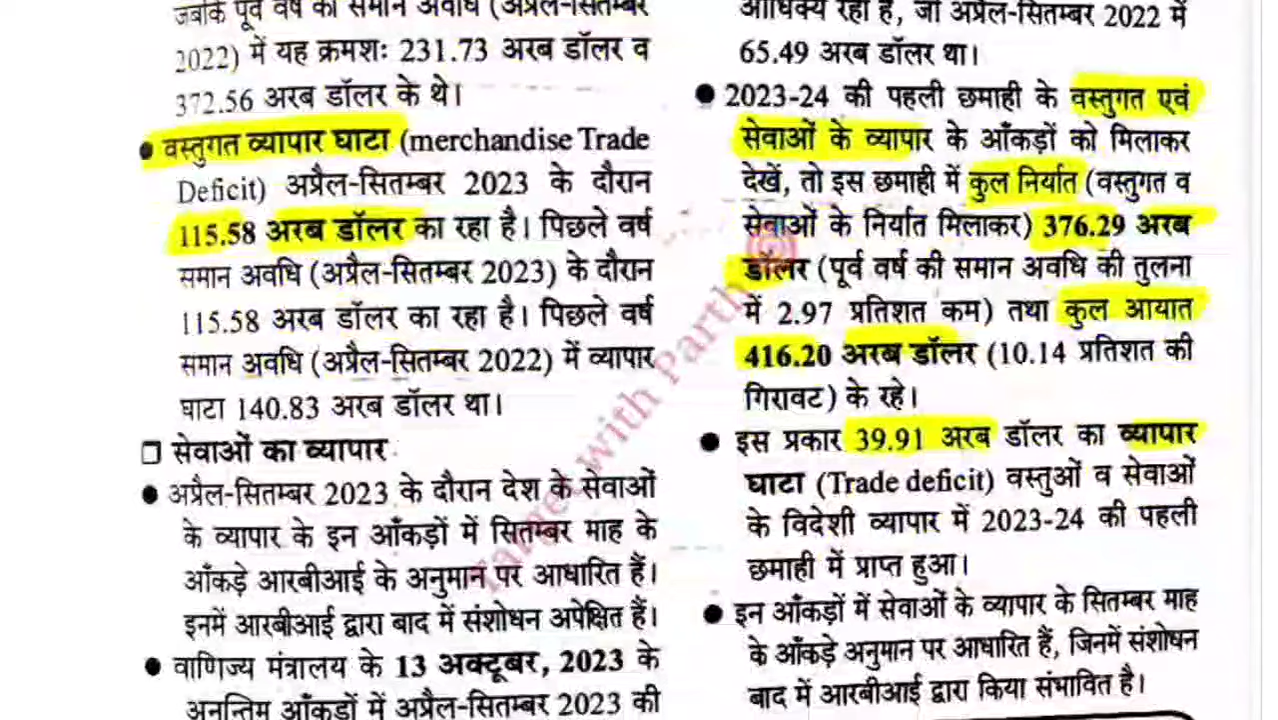 जबकि पूर्व वर्ष की समान अवधि (अप्रैल-सितम्बर
2022) में यह क्रमशः 231.73 अरब डॉलर व
372.56 अरब डॉलर के थे।
● वस्तुगत व्यापार घाटा (merchandise Trade
Deficit) अप्रैल-सितम्बर 2023 के दौरान
115.58 अरब डॉलर का रहा है। पिछले वर्ष
समान अवधि (अप्रैल-सितम्बर 2023) के दौरान
115.58 अरब डॉलर का रहा है। पिछले वर्ष
समान अवधि (अप्रैल-सितम्बर 2022) में व्यापार
घाटा 140.83 अरब डॉलर था।
❑ सेवाओं का व्यापार
● अप्रैल-सितम्बर 2023 के दौरान देश के सेवाओं
के व्यापार के इन आँकड़ों में सितम्बर माह के
आँकड़े आरबीआई के अनुमान पर आधारित हैं।
इनमें आरबीआई द्वारा बाद में संशोधन अपेक्षित हैं।
● वाणिज्य मंत्रालय के 13 अक्टूबर, 2023 के
अनन्तिम आँकड़ों में अप्रैल-सितम्बर 2023 की
आधिक्य रहा है, जो अप्रैल-सितम्बर 2022 में
65.49 अरब डॉलर था।
● 2023-24 की पहली छमाही के वस्तुगत एवं
सेवाओं के व्यापार के आँकड़ों को मिलाकर
देखें, तो इस छमाही में कुल निर्यात (वस्तुगत व
सेवाओं के निर्यात मिलाकर) 376.29 अरब
डॉलर (पूर्व वर्ष की समान अवधि की तुलना
में 2.97 प्रतिशत कम) तथा कुल आयात
416.20 अरब डॉलर (10.14 प्रतिशत की
गिरावट) के रहे।
● इस प्रकार 39.91 अरब डॉलर का व्यापार
घाटा (Trade deficit) वस्तुओं व सेवाओं
के विदेशी व्यापार में 2023-24 की पहली
छमाही में प्राप्त हुआ।
● इन आँकड़ों में सेवाओं के व्यापार के सितम्बर माह
के आँकड़े अनुमान पर आधारित हैं, जिनमें संशोधन
बाद में आरबीआई द्वारा किया संभावित है।
Target with Parth